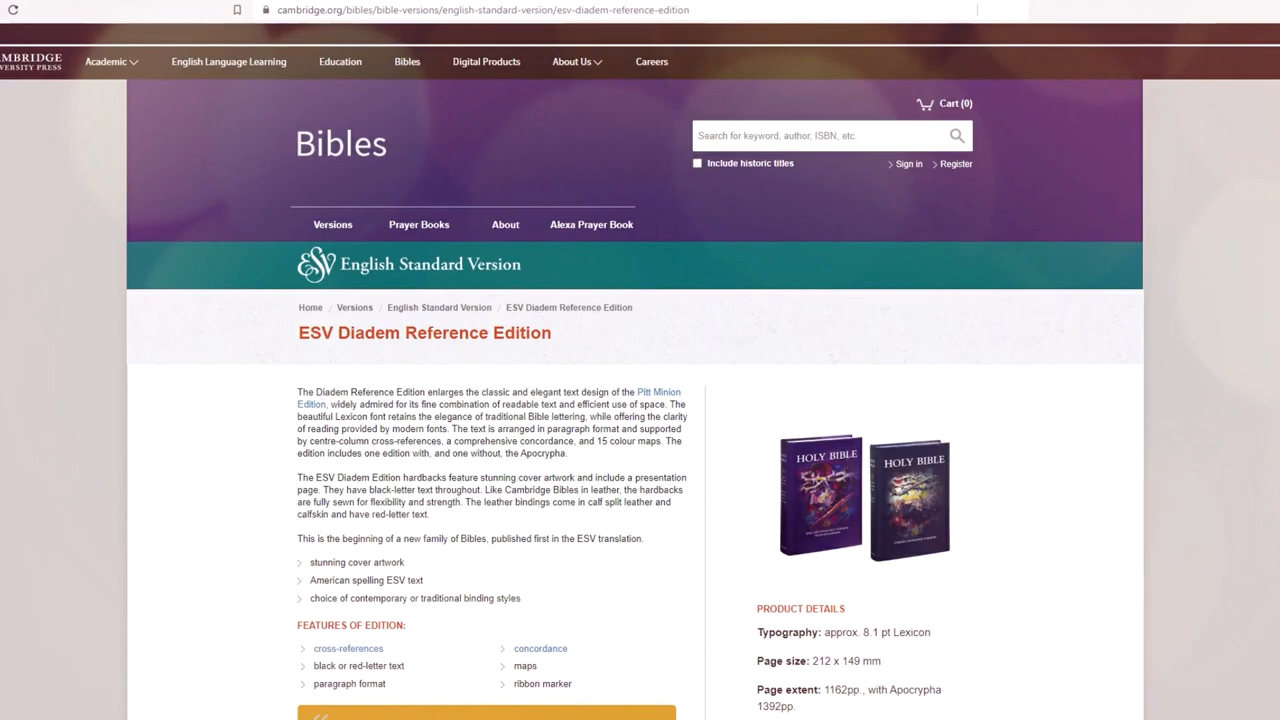 cambridge.org/bibles/bible-versions/english-standard-version/esv-diadem-reference-edition
AMBRIDGE
VERSITY PRESS
Academic
English Language Learning
Education
Bibles
Digital Products
About Us
Careers
Cart (0)
Bibles
Search for keyword, author, ISBN, etc.
Include historic titles
Sign in
Register
Versions
Prayer Books
About
Alexa Prayer Book
ESV English Standard Version
Home / Versions / English Standard Version / ESV Diadem Reference Edition
ESV Diadem Reference Edition
The Diadem Reference Edition enlarges the classic and elegant text design of the Pitt Minion
Edition, widely admired for its fine combination of readable text and efficient use of space. The
beautiful Lexicon font retains the elegance of traditional Bible lettering, while offering the clarity
of reading provided by modern fonts. The text is arranged in paragraph format and supported
by centre-column cross-references, a comprehensive concordance, and 15 colour maps. The
edition includes one edition with, and one without, the Apocrypha.
The ESV Diadem Edition hardbacks feature stunning cover artwork and include a presentation
page. They have black-letter text throughout. Like Cambridge Bibles in leather, the hardbacks
are fully sewn for flexibility and strength. The leather bindings come in calf split leather and
calfskin and have red-letter text.
This is the beginning of a new family of Bibles, published first in the ESV translation.
stunning cover artwork
American spelling ESV text
choice of contemporary or traditional binding styles
FEATURES OF EDITION:
cross-references
concordance
black or red-letter text
maps
paragraph format
ribbon marker
HOLY BIBLE
HOLY BIBLE
PRODUCT DETAILS
Typography: approx. 8.1 pt Lexicon
Page size: 212 x 149 mm
Page extent: 1162pp., with Apocrypha
1392pp.